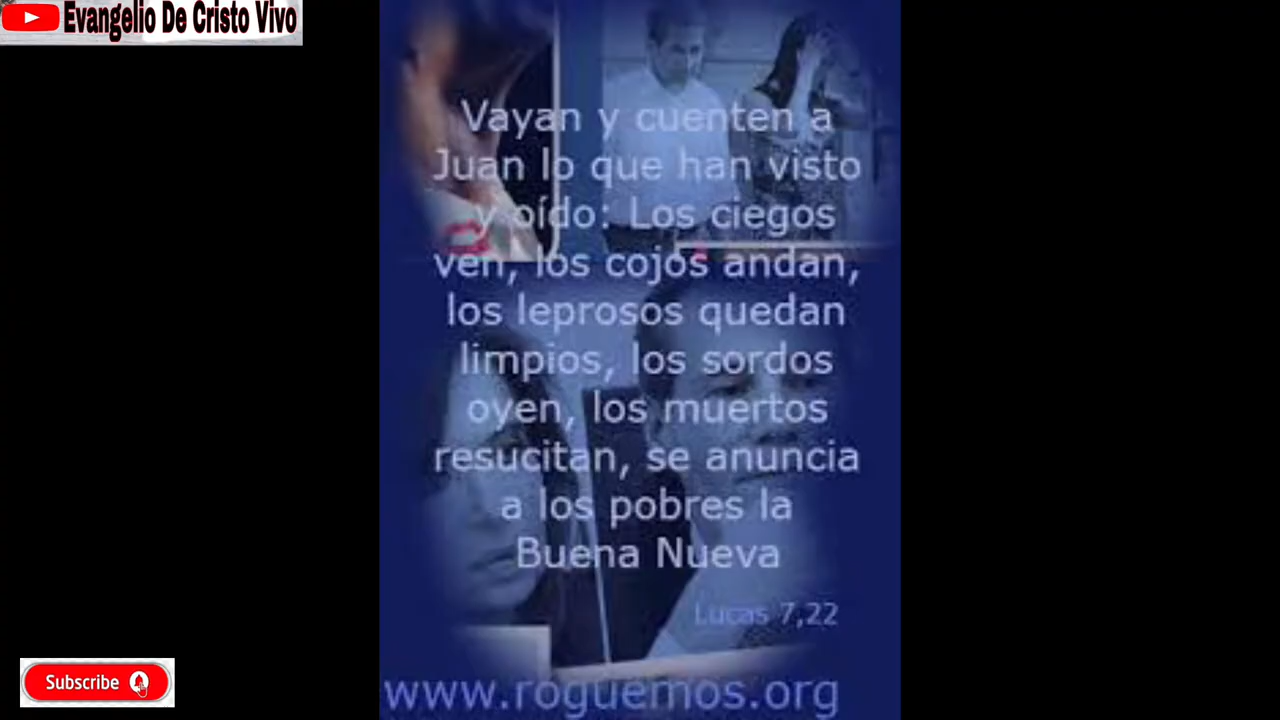 Evangelio De Cristo Vivo
Vayan y cuenten a
Juan lo que han visto
y oído: Los ciegos
ven, los cojos andan,
los leprosos quedan
limpios, los sordos
oyen, los muertos
resucitan, se anuncia
a los pobres la
Buena Nueva
Lucas 7,22
Subscribe
www.roguemos.org